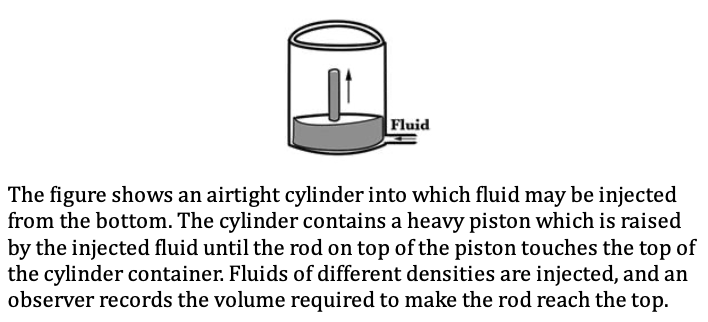 Fluid
The figure shows an airtight cylinder into which fluid may be injected
from the bottom. The cylinder contains a heavy piston which is raised
by the injected fluid until the rod on top of the piston touches the top of
the cylinder container. Fluids of different densities are injected, and an
observer records the volume required to make the rod reach the top.